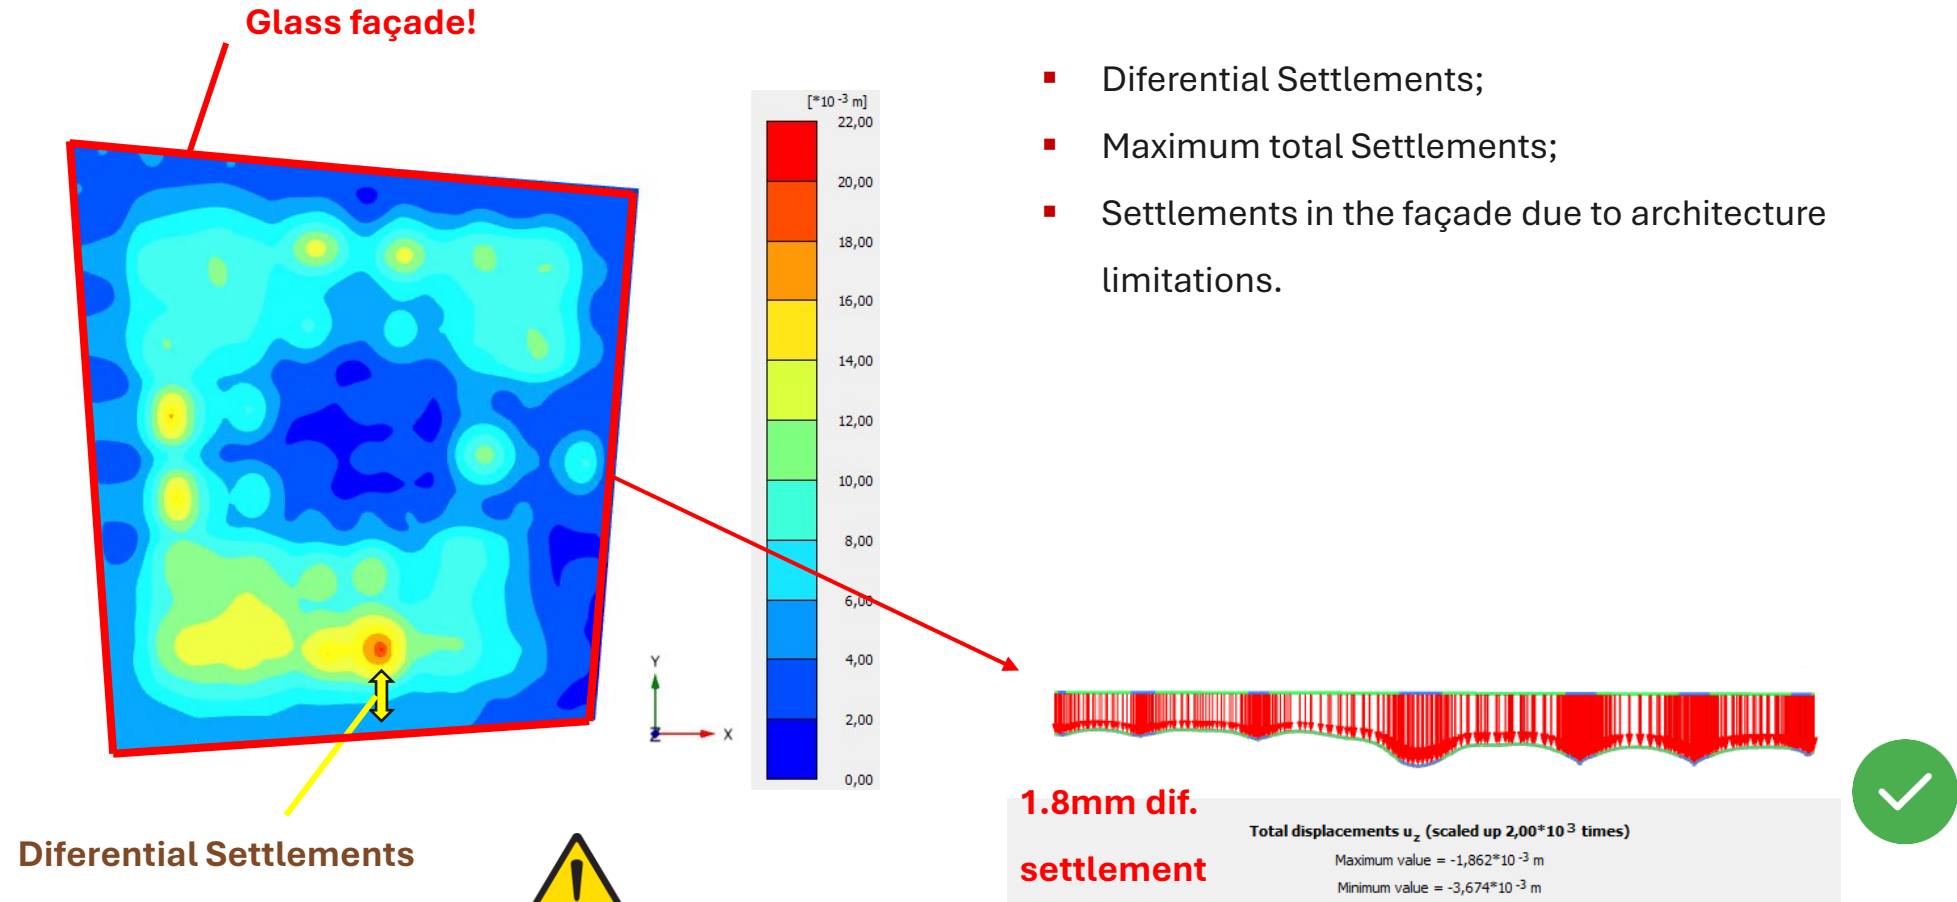 Glass façade!
[*10 -3 m]
22,00
20,00
18,00
16,00
14,00
12,00
10,00
8,00
6,00
4,00
2,00
0,00
Y
Z
X
Diferential Settlements
▪ Diferential Settlements;
▪ Maximum total Settlements;
▪ Settlements in the façade due to architecture
limitations.
1.8mm dif.
settlement
Total displacements uz (scaled up 2,00*10 3 times)
Maximum value = -1,862*10 -3 m
Minimum value = -3,674*10 -3 m